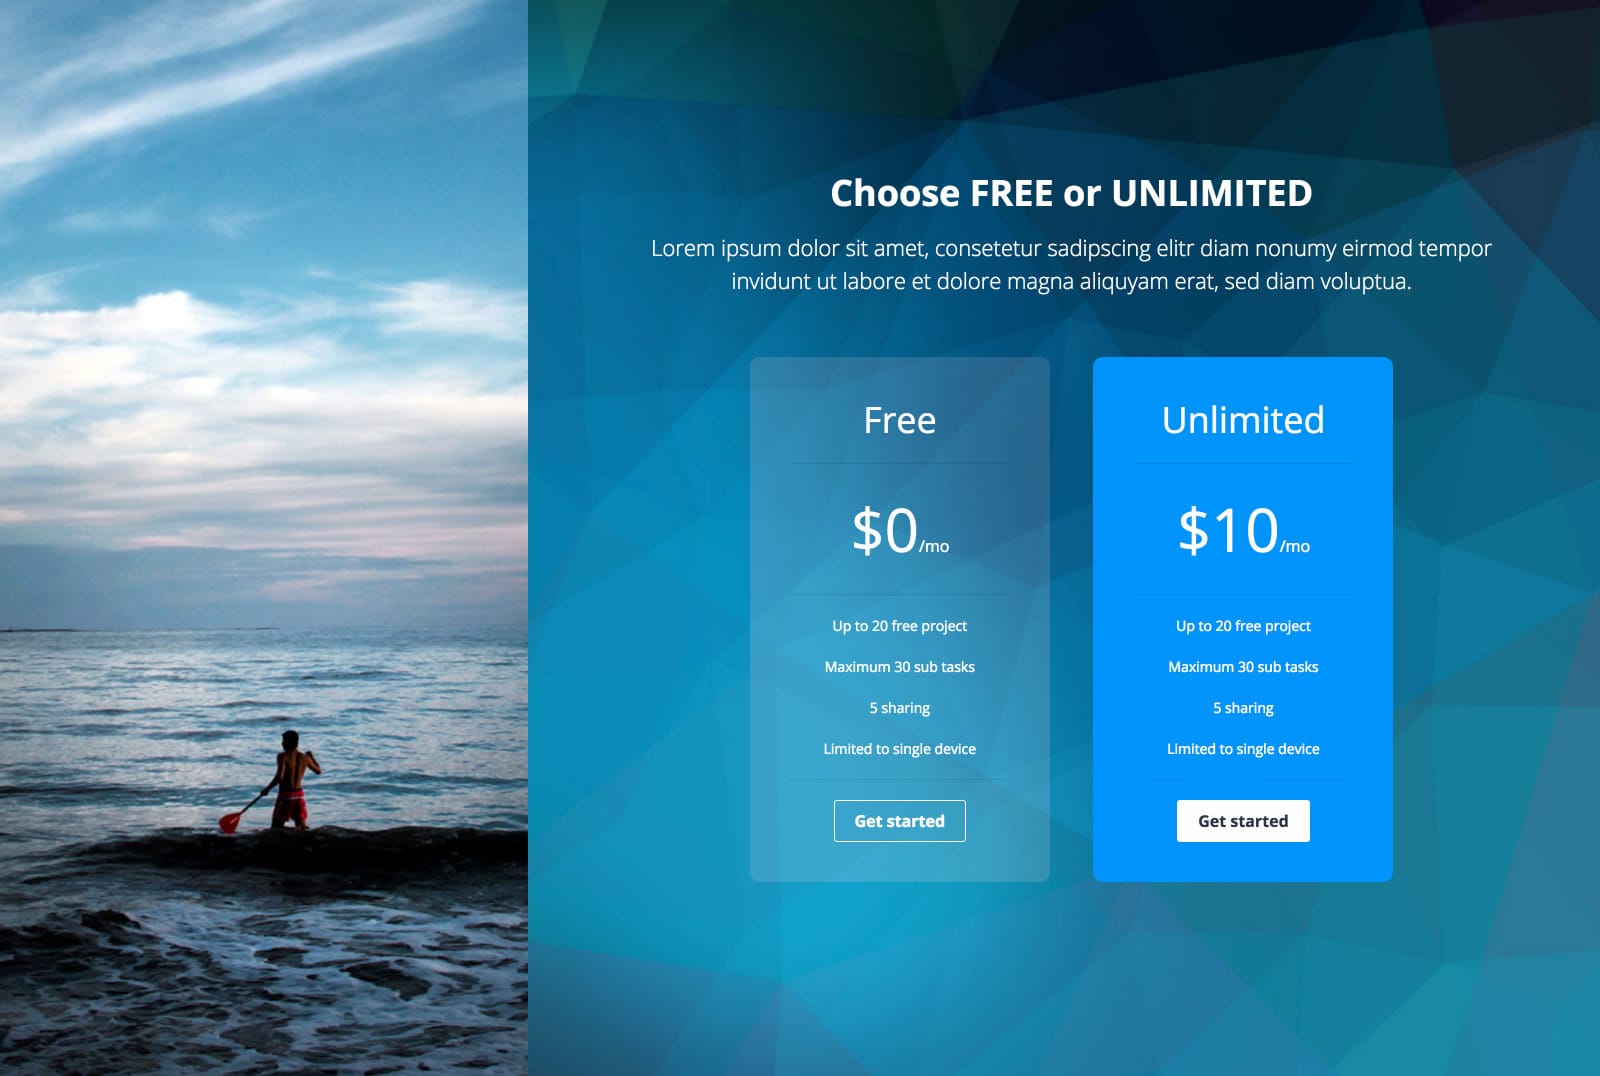 Choose FREE or UNLIMITED
Lorem ipsum dolor sit amet, consetetur sadipscing elitr diam nonumy eirmod tempor
invidunt ut labore et dolore magna aliquyam erat, sed diam voluptua.
Free
$0/mo
Up to 20 free project
Maximum 30 sub tasks
5 sharing
Limited to single device
Get started
Unlimited
$10/mo
Up to 20 free project
Maximum 30 sub tasks
5 sharing
Limited to single device
Get started